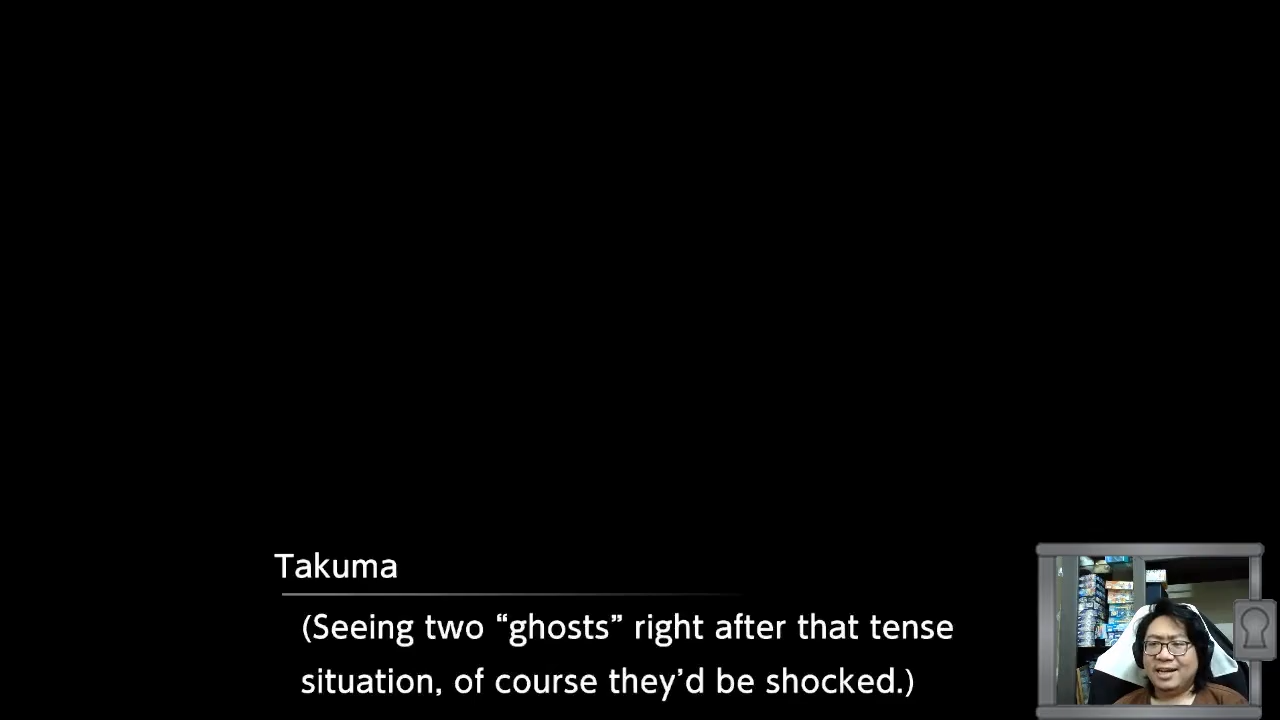 Takuma
(Seeing two “ghosts” right after that tense
situation, of course they’d be shocked.)